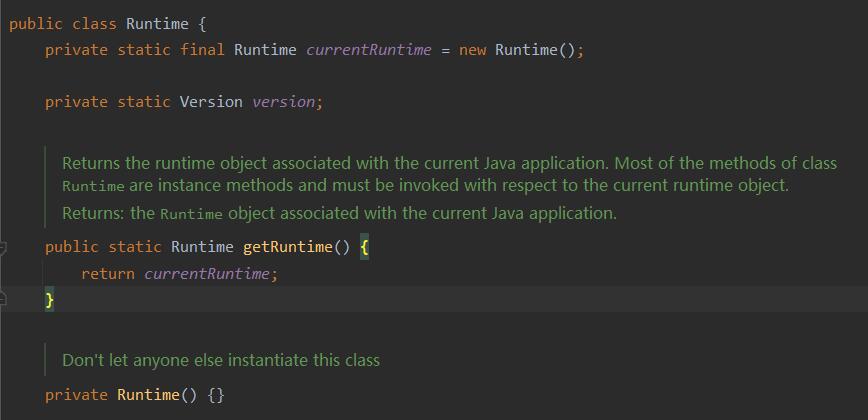 public class Runtime {
private static final Runtime currentRuntime = new Runtime();
private static Version version;
Returns the runtime object associated with the current Java application. Most of the methods of class
Runtime are instance methods and must be invoked with respect to the current runtime object.
Returns: the Runtime object associated with the current Java application.
public static Runtime getRuntime() {
return currentRuntime;
}
Don't let anyone else instantiate this class
private Runtime() {}